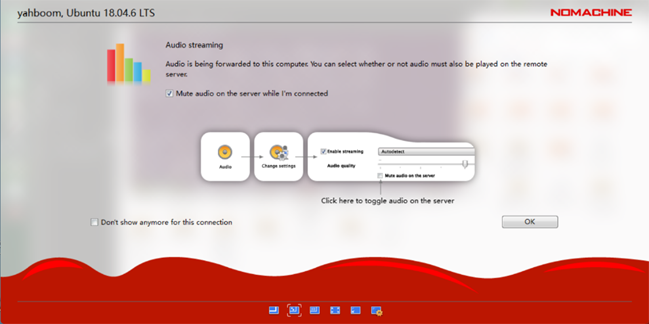 yahboom, Ubuntu 18.04.6 LTS
NOMACHINE
Audio streaming
Audio is being forwarded to this computer. You can select whether or not audio must also be played on the remote
server.
Mute audio on the server while I'm connected
Audio
Change settings
Enable streaming
Autodetect
Audio quality
Mute audio on the server
Click here to toggle audio on the server
Don't show anymore for this connection
OK